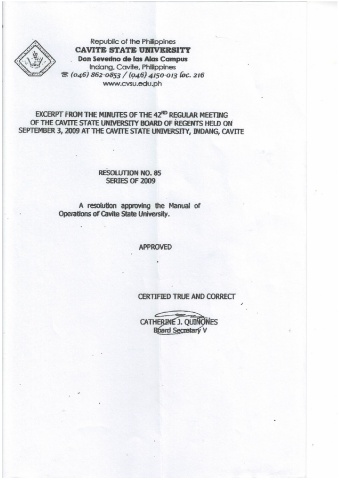 Republic of the Philippines
CAVITE STATE UNIVERSITY
Don Severino de las Alas Campus
Indang, Cavite, Philippines
☎ (046) 862-0853 / (046) 4150-013 loc. 216
www.cvsu.edu.ph
EXCERPT FROM THE MINUTES OF THE 42ND REGULAR MEETING
OF THE CAVITE STATE UNIVERSITY BOARD OF REGENTS HELD ON
SEPTEMBER 3, 2009 AT THE CAVITE STATE UNIVERSITY, INDANG, CAVITE
RESOLUTION NO. 85
SERIES OF 2009
A resolution approving the Manual of
Operations of Cavite State University.
APPROVED
CERTIFIED TRUE AND CORRECT
CATHERINE J. QUIÑONES
Board Secretary V